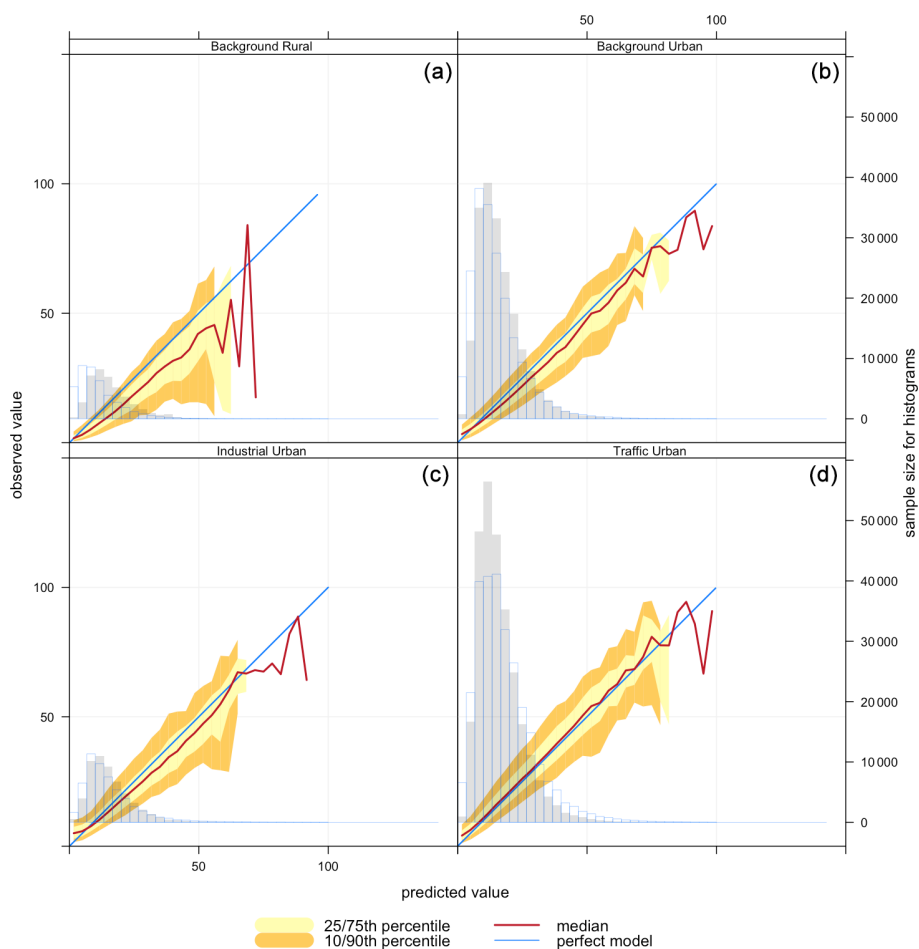 50 100
Background Rural Background Urban
(a) (b)
50 000
100 40 000
30 000
50 20 000
10 000
0
Industrial Urban Traffic Urban
(c) (d)
50 000
100 40 000
30 000
50 20 000
10 000
0
observed value
sample size for histograms
50 100
predicted value
25/75th percentile median
10/90th percentile perfect model